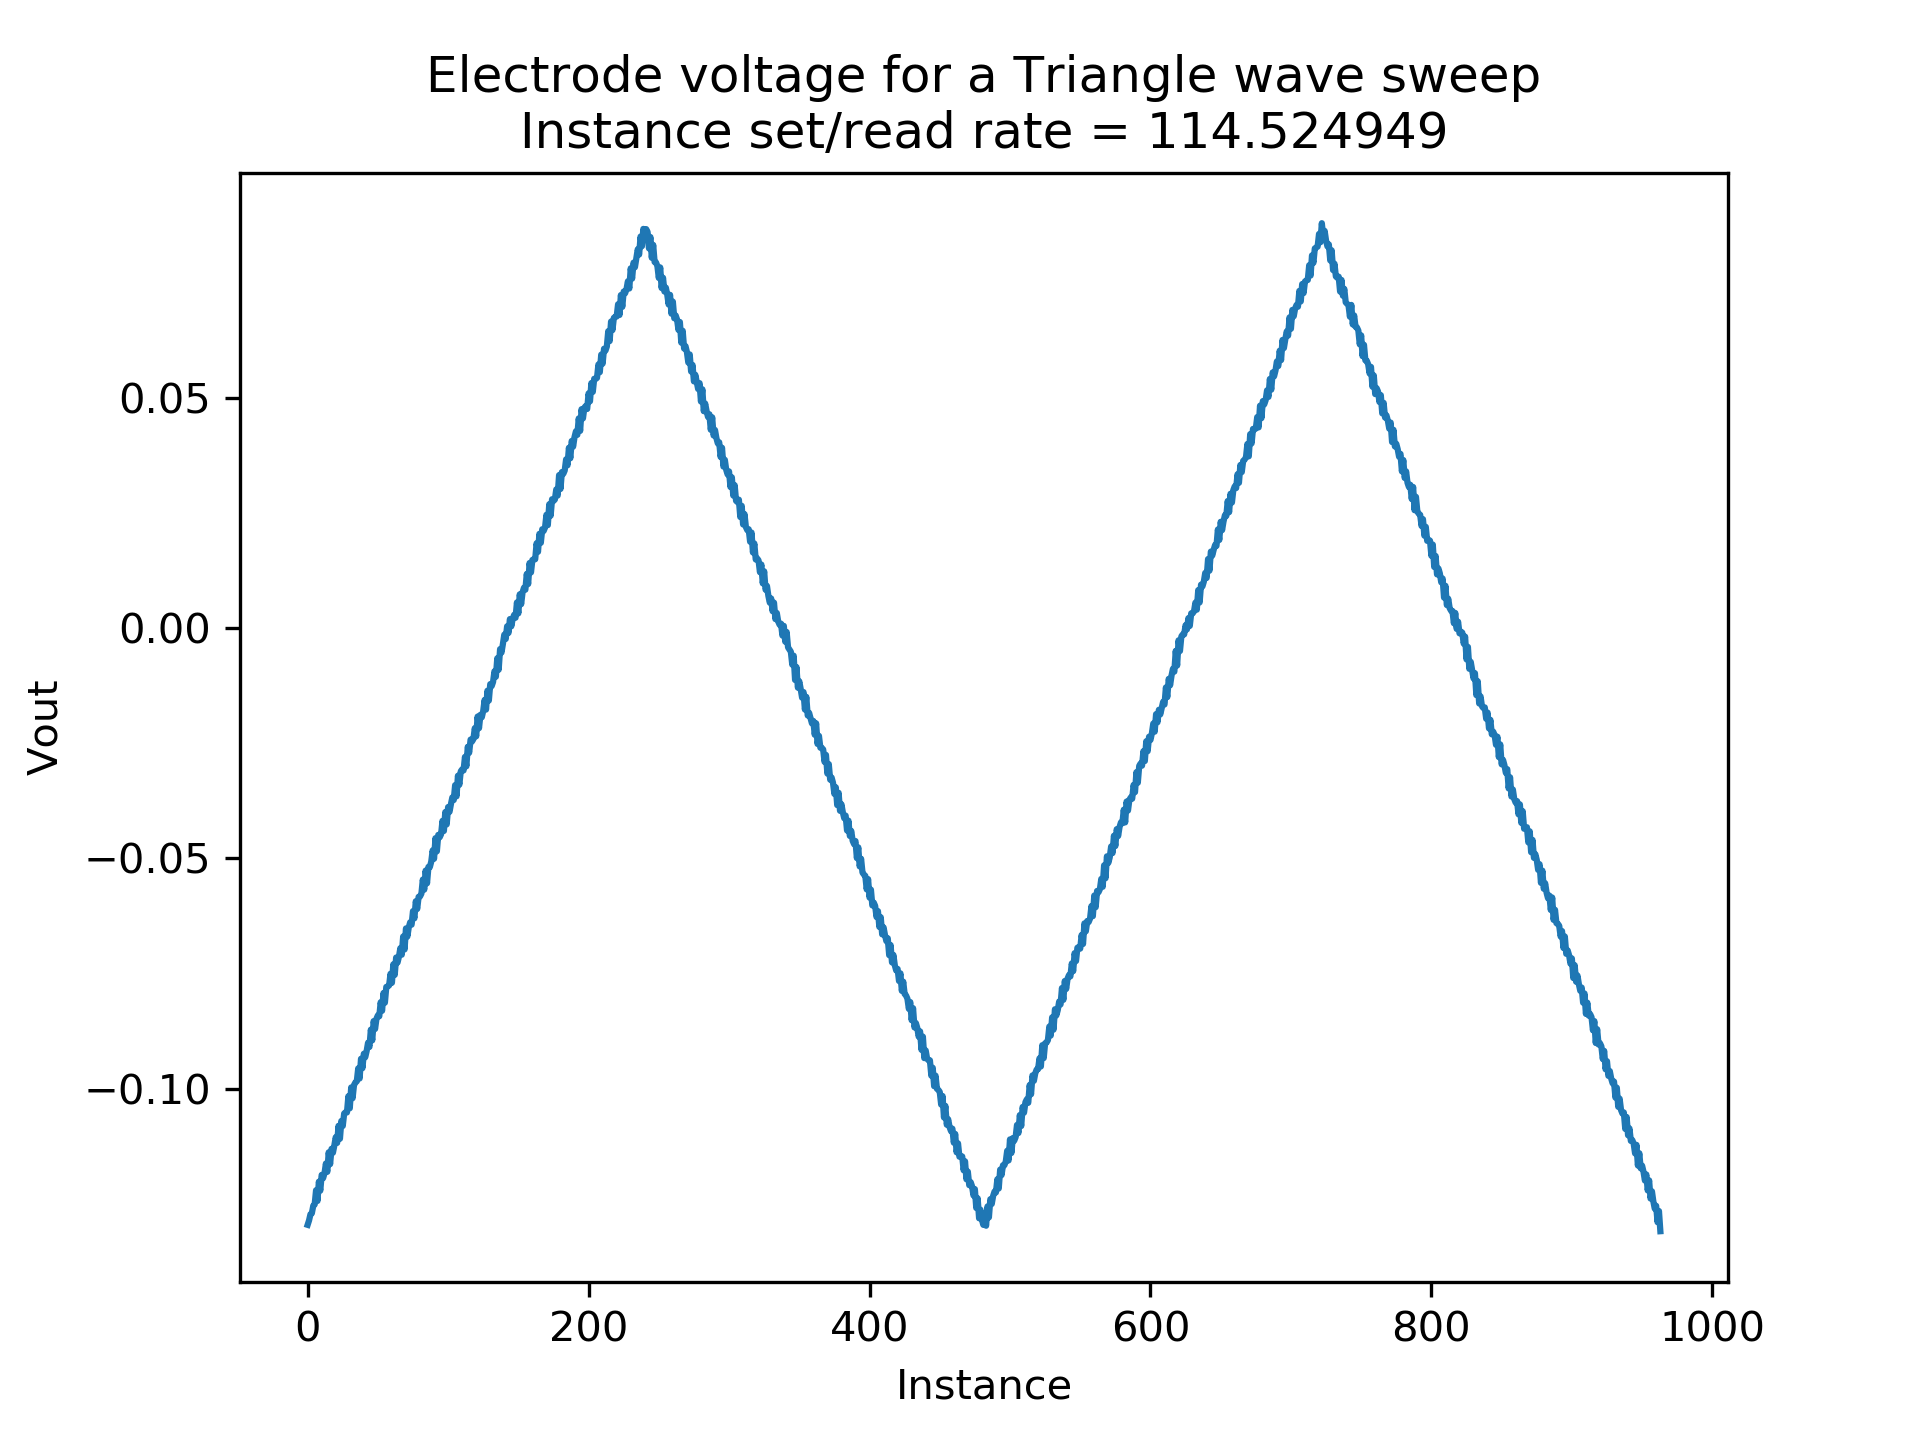 Electrode voltage for a Triangle wave sweep
Instance set/read rate = 114.524949
0.05
0.00
−0.05
−0.10
Vout
0 200 400 600 800 1000
Instance